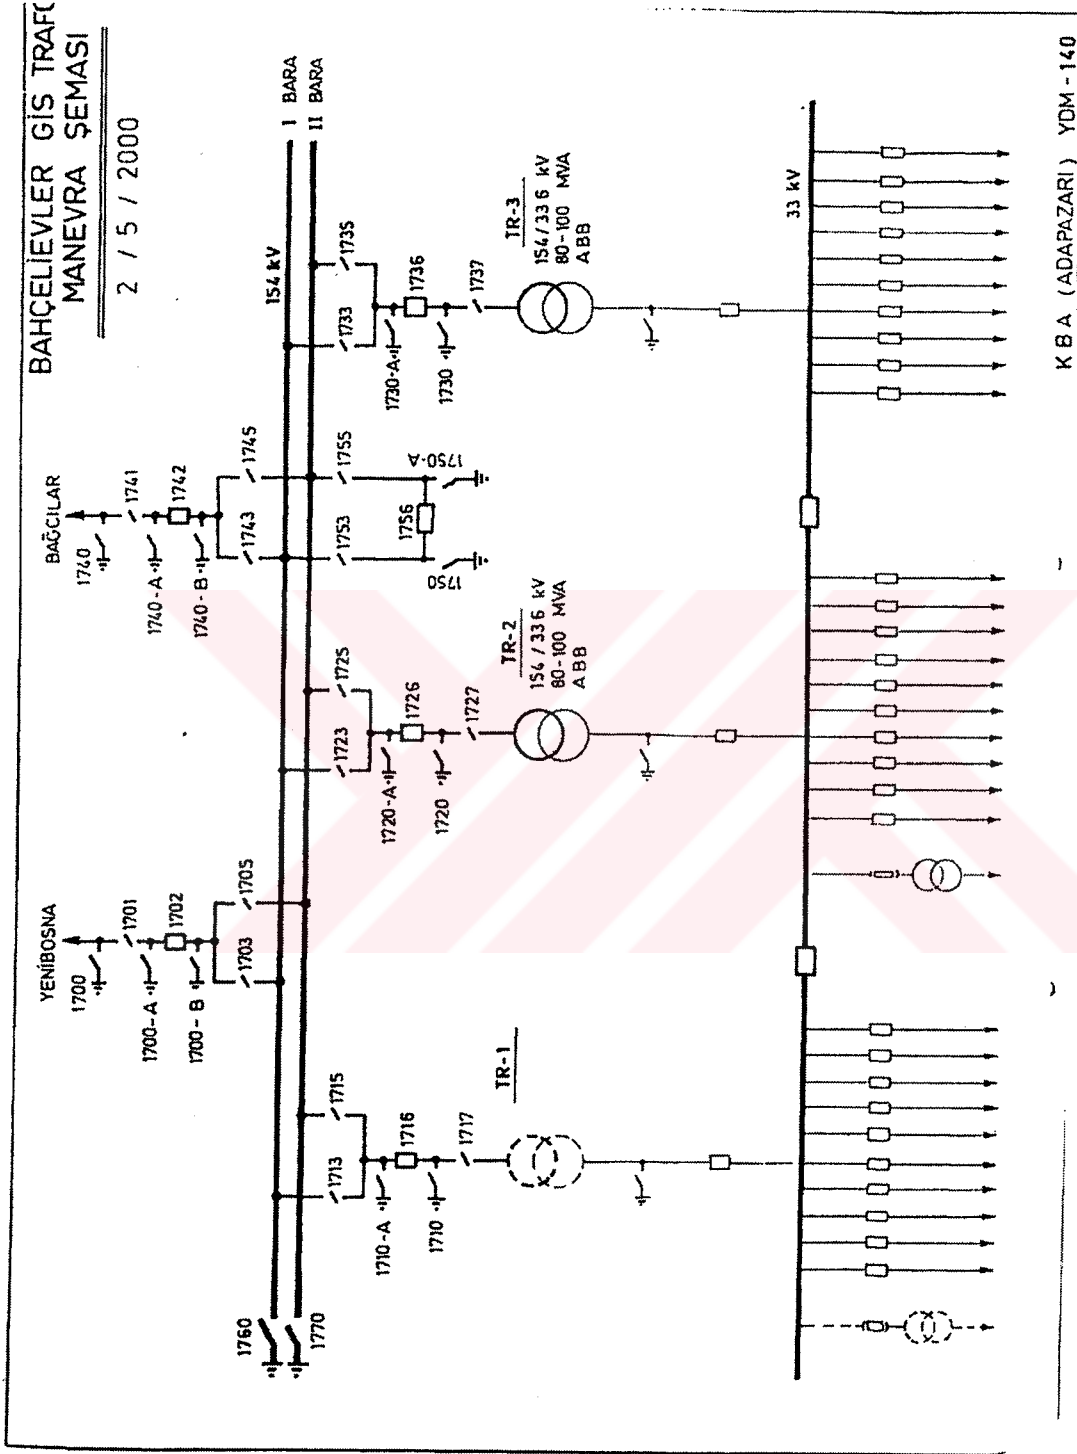 BAHÇELİEVLER GİS
MANEVRA ŞEMASI
2 / 5 / 2000
YENİBOSNA
1700
1701
1700-A
1702
1700-B
1703
1705
BAĞCILAR
1740
1741
1740-A
1742
1740-B
1743
1745
154 kV
I BARA
II BARA
1760
1770
1713
1715
1710-A
1716
1710
1717
TR-1
1723
1725
1720-A
1726
1720
1727
TR-2
154/33 6 kV
80-100 MVA
ABB
1753
1755
1756
1750
1750-A
1733
1735
1730-A
1736
1730
1737
TR-3
154/33 6 kV
80-100 MVA
ABB
33 kV
KBA (ADAPAZARI) YDM-140